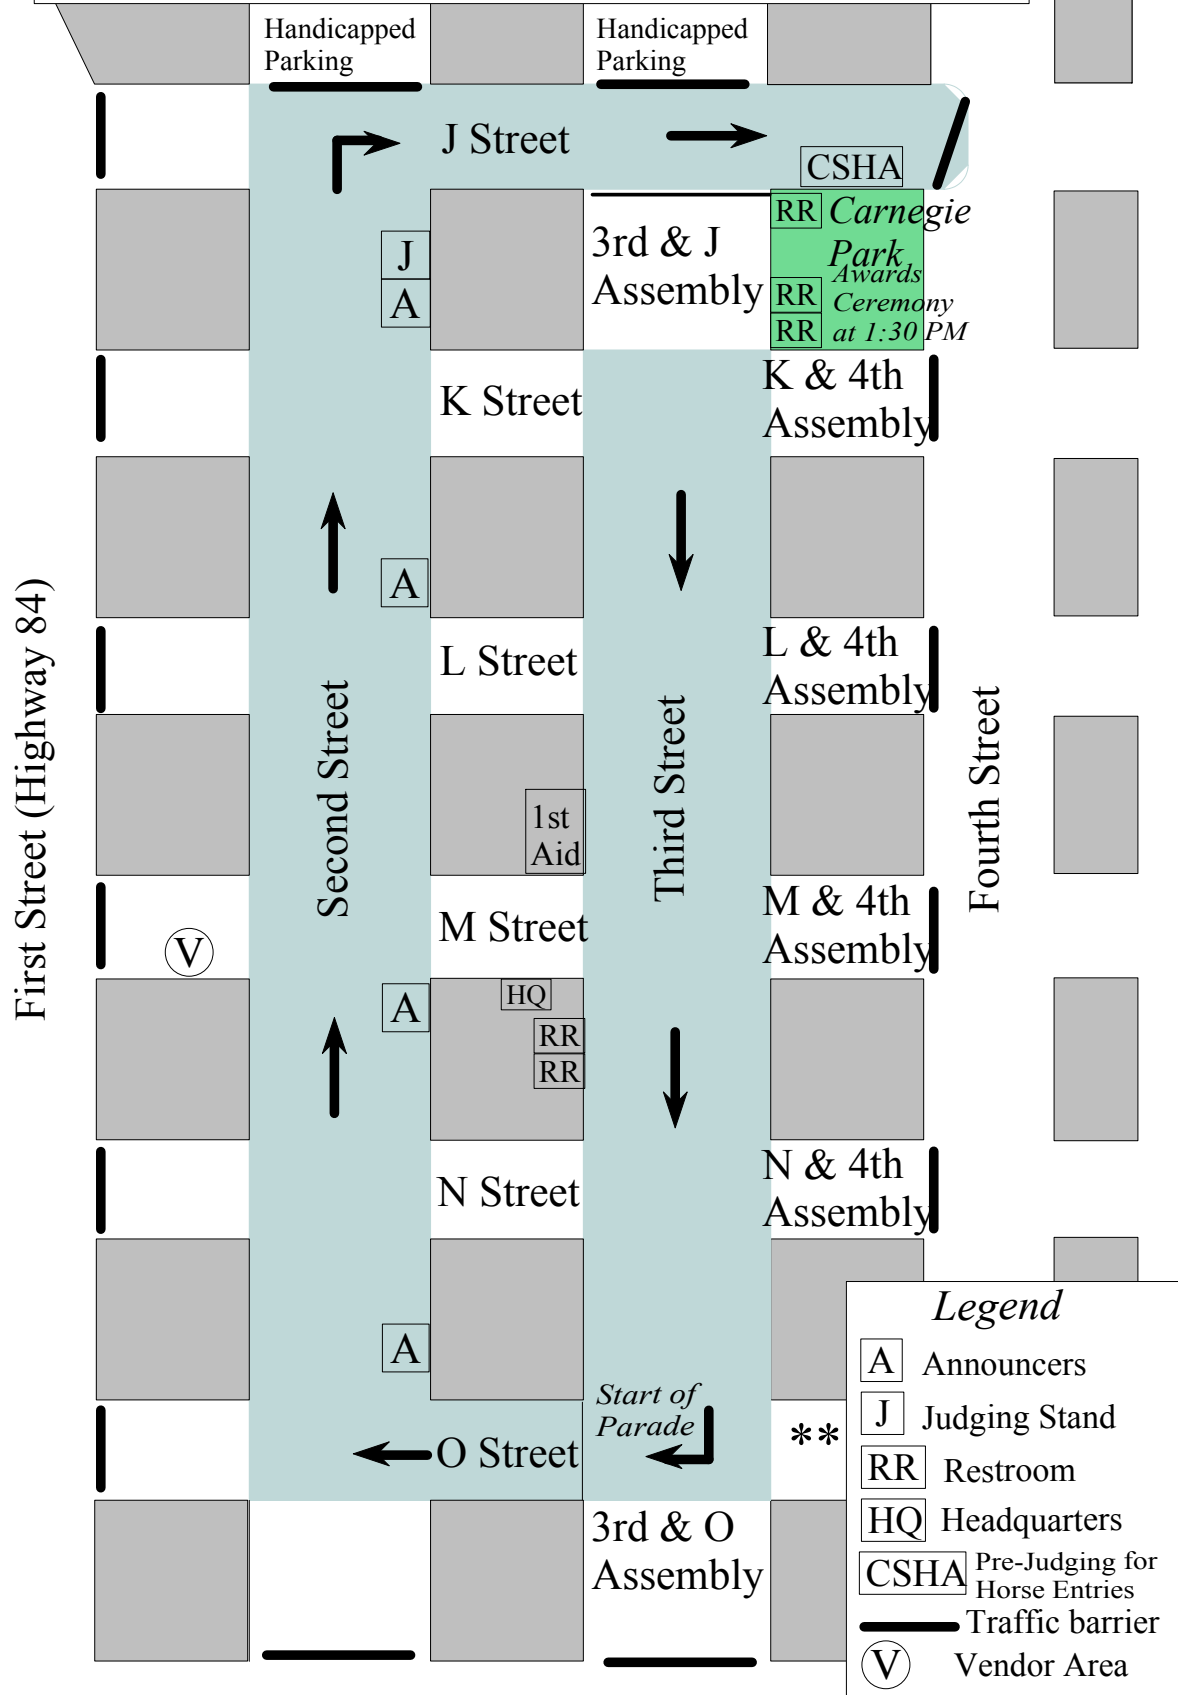 Handicapped
Parking
Handicapped
Parking
J Street
CSHA
RR
Carnegie
Park
J
A
3rd & J
Assembly
RR
RR
Awards
Ceremony
at 1:30 PM
K Street
K & 4th
Assembly
A
L Street
L & 4th
Assembly
First Street (Highway 84)
Second Street
Third Street
Fourth Street
1st
Aid
M Street
M & 4th
Assembly
V
A
HQ
RR
RR
N Street
N & 4th
Assembly
A
Start of
Parade
O Street
**
3rd & O
Assembly
Legend
A Announcers
J Judging Stand
RR Restroom
HQ Headquarters
CSHA Pre-Judging for
Horse Entries
Traffic barrier
V Vendor Area